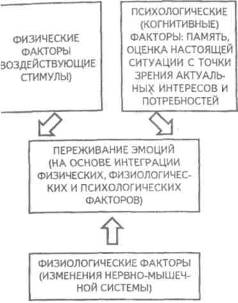 ФИЗИЧЕСКИЕ
ФАКТОРЫ
ВОЗДЕЙСТВУЮЩИЕ
СТИМУЛЫ)
ПСИХОЛОГИЧЕСКИЕ
(КОГНИТИВНЫЕ)
ФАКТОРЫ: ПАМЯТЬ,
ОЦЕНКА НАСТОЯЩЕЙ
СИТУАЦИИ С ТОЧКИ
ЗРЕНИЯ АКТУАЛЬ-
НЫХ ИНТЕРЕСОВ И
ПОТРЕБНОСТЕЙ
ПЕРЕЖИВАНИЕ ЭМОЦИЙ
(НА ОСНОВЕ ИНТЕГРАЦИИ
ФИЗИЧЕСКИХ, ФИЗИОЛОГИЧЕС-
КИХ И ПСИХОЛОГИЧЕСКИХ
ФАКТОРОВ)
ФИЗИОЛОГИЧЕСКИЕ ФАКТОРЫ
(ИЗМЕНЕНИЯ НЕРВНО-МЫШЕЧ-
НОЙ СИСТЕМЫ)